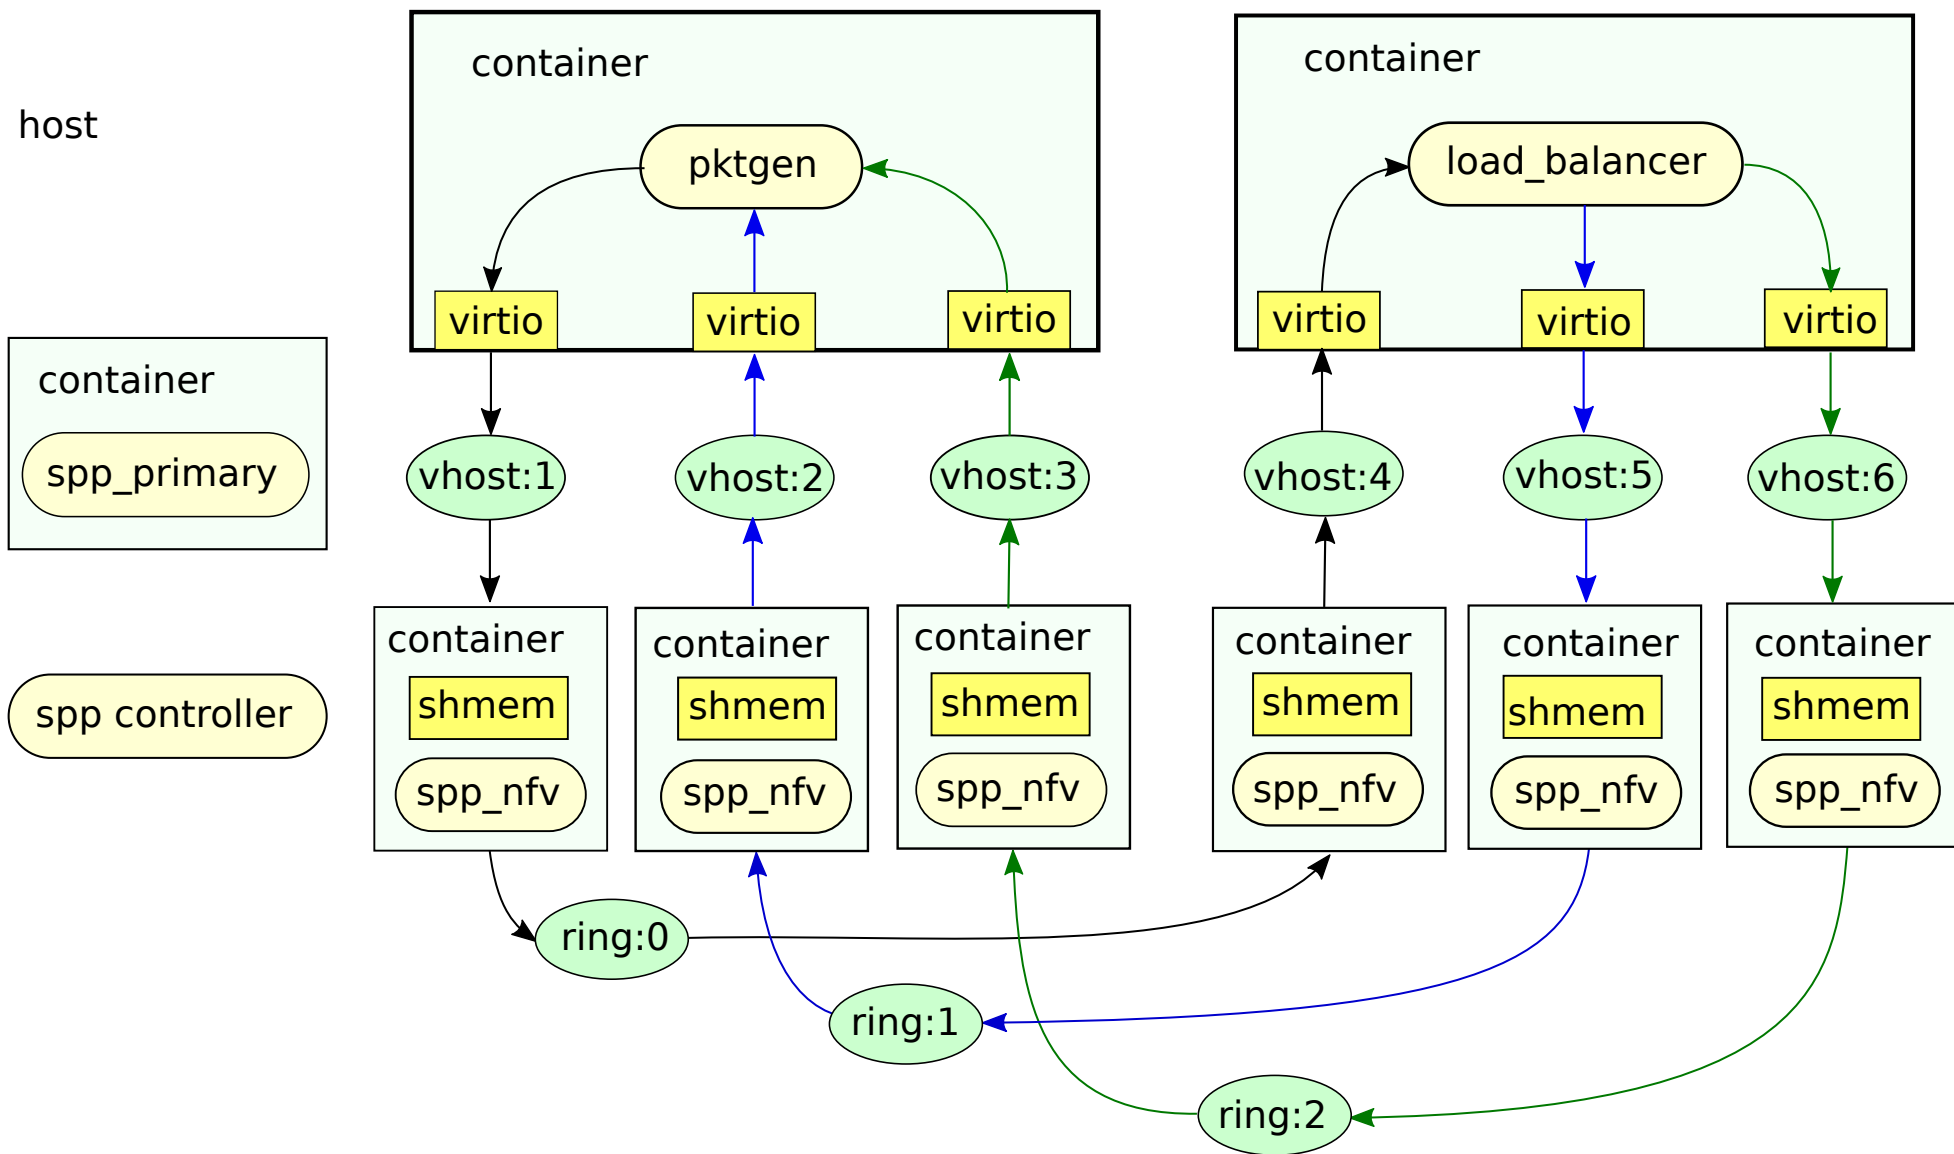 container
container
host
pktgen
load_balancer
virtio
virtio
virtio
virtio
virtio
virtio
container
spp_primary
vhost:1
vhost:2
vhost:3
vhost:4
vhost:5
vhost:6
container
container
container
container
container
container
spp controller
shmem
shmem
shmem
shmem
shmem
shmem
spp_nfv
spp_nfv
spp_nfv
spp_nfv
spp_nfv
spp_nfv
ring:0
ring:1
ring:2